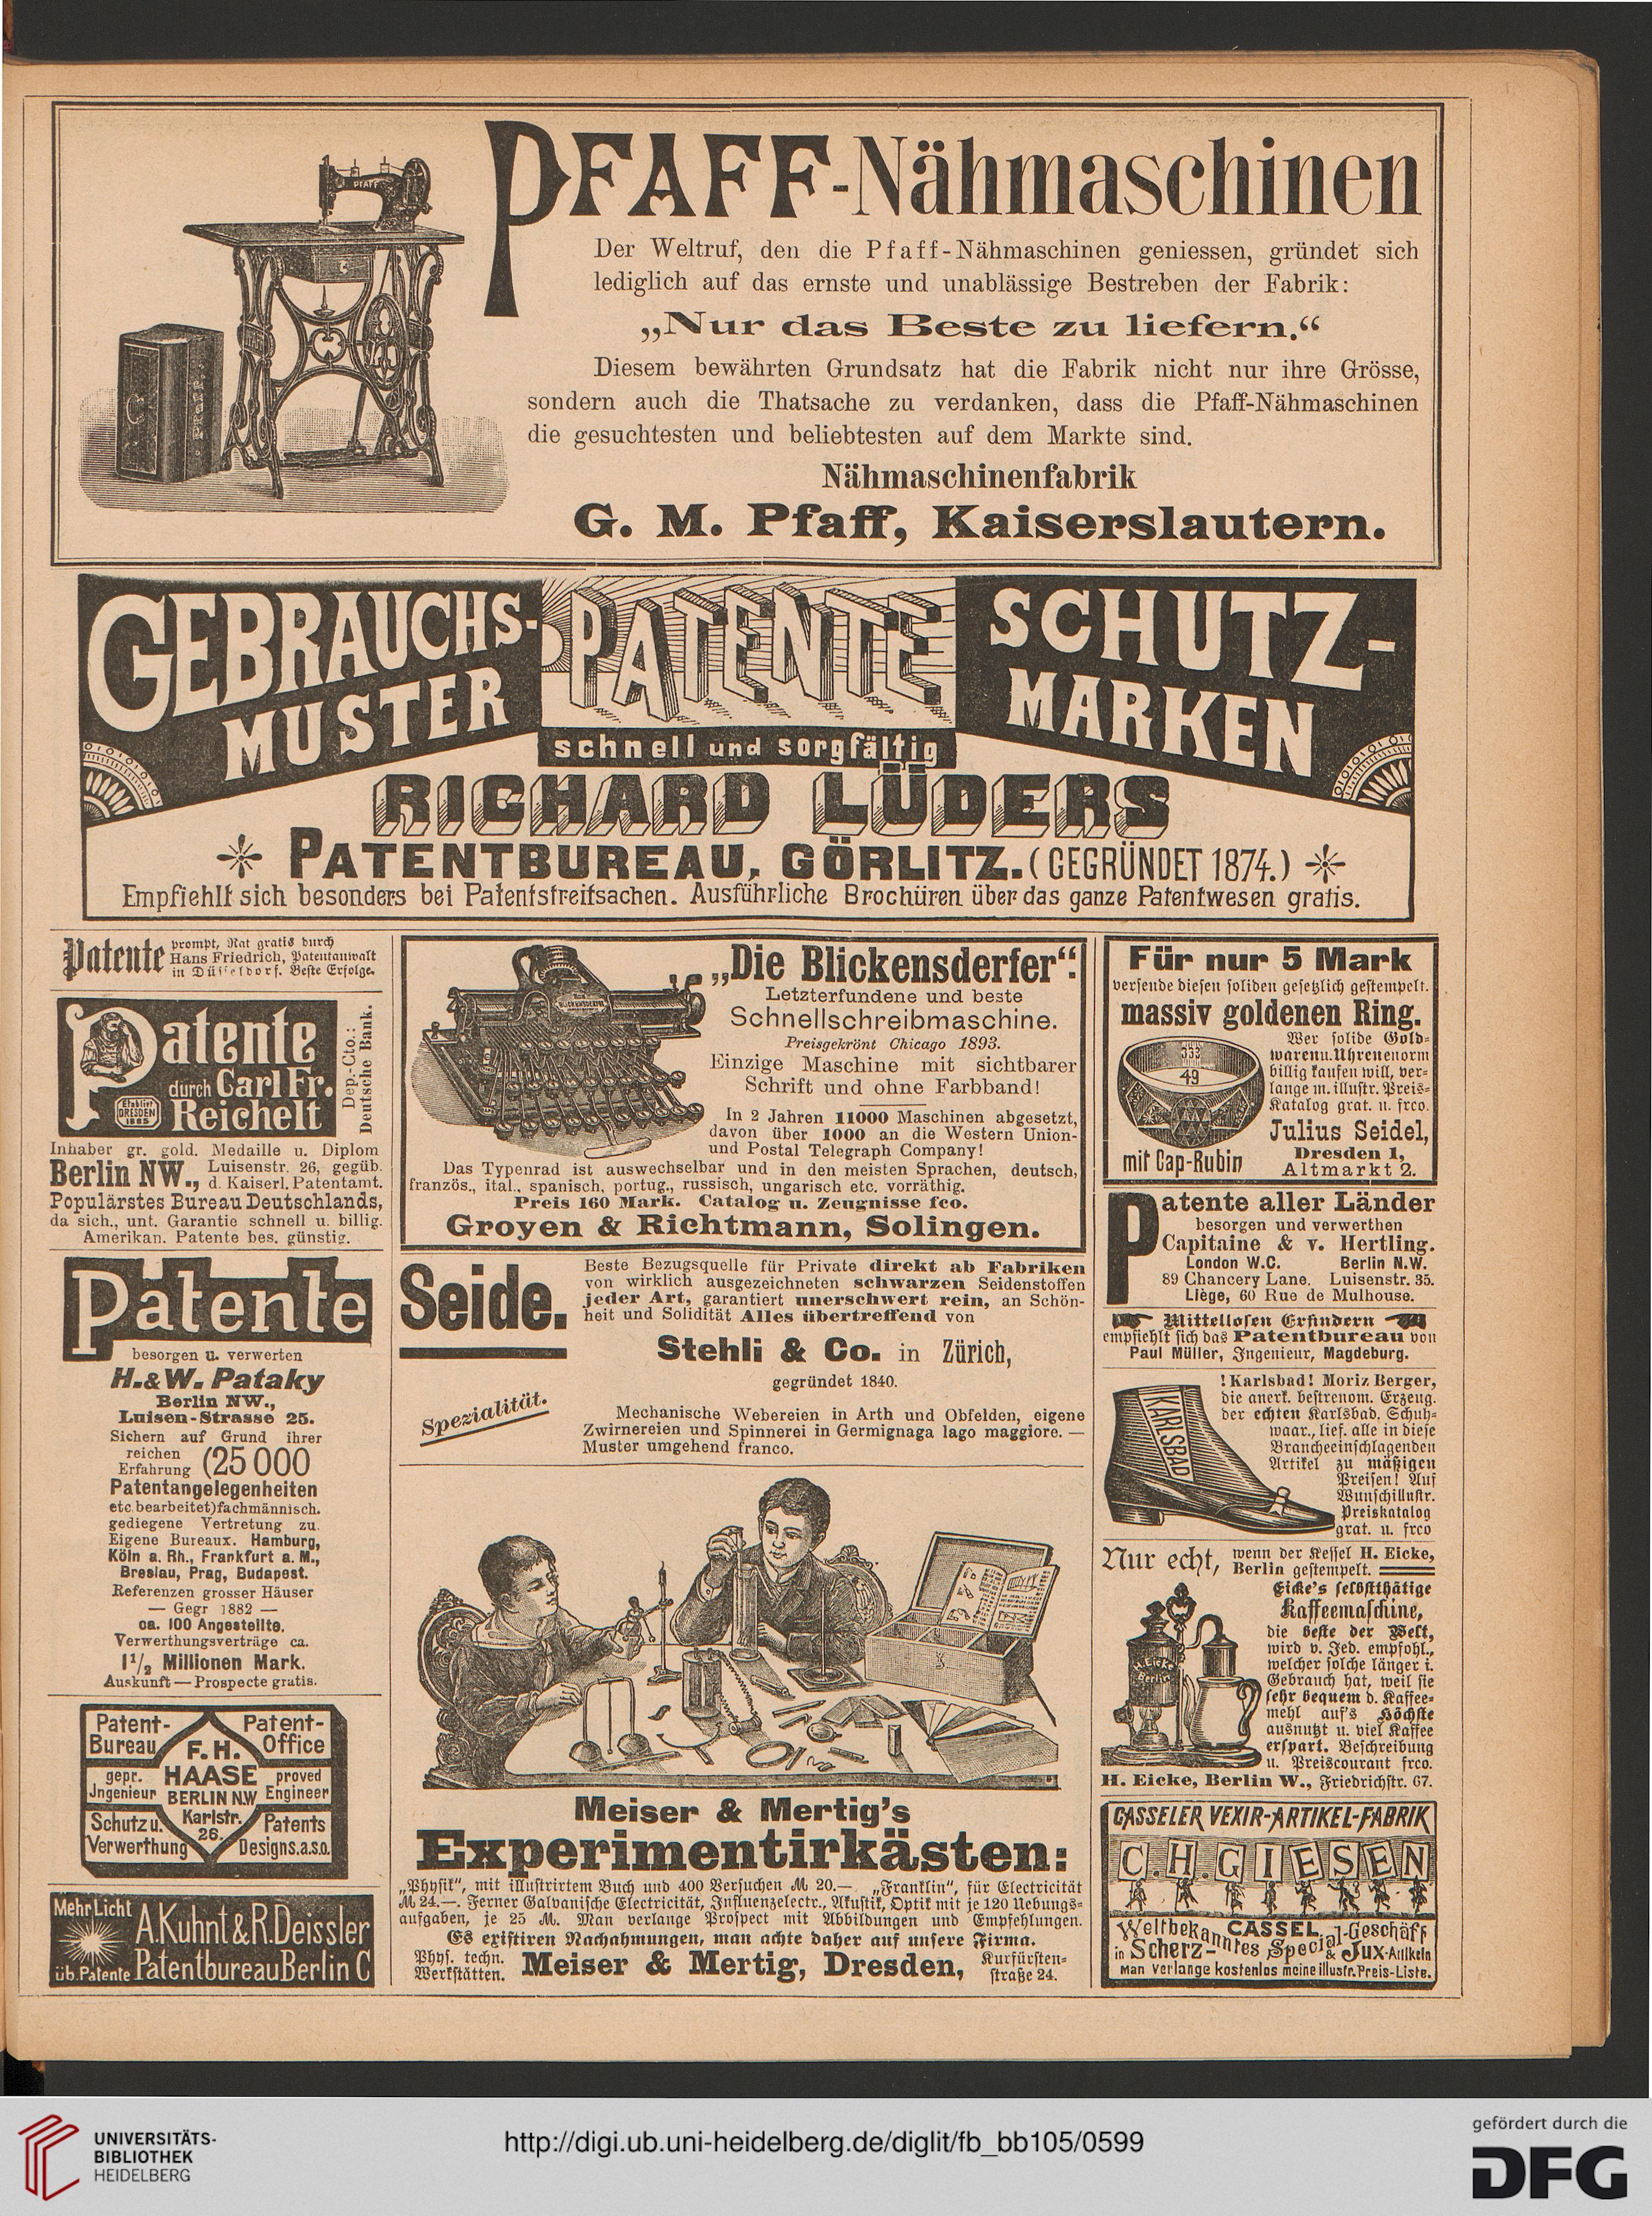 PFAFF-Nähmaschinen
PFAFF
Der Weltruf, den die Pfaff-Nähmaschinen geniessen, gründet sich
lediglich auf das ernste und unablässige Bestreben der Fabrik:
„Nur das Beste zu liefern.“
Diesem bewährten Grundsatz hat die Fabrik nicht nur ihre Grösse,
sondern auch die Thatsache zu verdanken, dass die Pfaff-Nähmaschinen
die gesuchtesten und beliebtesten auf dem Markte sind.
Nähmaschinenfabrik
G. M. Pfaff, Kaiserslautern.
GEBRAUCHS-
MUSTER
PATENTE
SCHUTZ-
MARKEN
schnell und sorgfältig
RICHARD LÜDERS
PATENTBUREAU, GÖRLITZ. (GEGRÜNDET 1874.)
Empfiehlt sich besonders bei Patentstreitsachen. Ausführliche Brochüren über das ganze Patentwesen gratis.
Patente prompt, Rat gratis durch
Hans Friedrich, Patentanwalt
in Düsseldorf. Beste Erfolge.
Patente
durch Carl Fr.
Reichelt
Etablirt
DRESDEN
1885
Dep.-Cto.:
Deutsche Bank.
Inhaber gr. gold. Medaille u. Diplom
Berlin NW., Luisenstr. 26, gegüb.
d. Kaiserl. Patentamt.
Populärstes Bureau Deutschlands,
da sich., unt. Garantie schnell u. billig.
Amerikan. Patente bes. günstig.
Patente
besorgen u. verwerten
H. & W. Pataky
Berlin NW.,
Luisen-Strasse 25.
Sichern auf Grund ihrer
reichen
Erfahrung (25 000
Patentangelegenheiten
etc. bearbeitet) fachmännisch.
gediegene Vertretung zu.
Eigene Bureaux. Hamburg,
Köln a. Rh., Frankfurt a. M.,
Breslau, Prag, Budapest.
Referenzen grosser Häuser
— Gegr 1882 —
ca. 100 Angestellte.
Verwerthungsverträge ca.
1½ Millionen Mark.
Auskunft — Prospecte gratis.
Patent-
Bureau
Patent-
Office
F. H.
HAASE
BERLIN N.W.
Karlstr.
26.
gepr.
Jngenieur
proved
Engineer
Schutz u.
Verwerthung
Patents
Designs.a.s.o.
Mehr Licht
üb. Patente
A. Kuhnt & R. Deissler
Patentbureau Berlin C
„Die Blickensderfer“.
BLICKENSDERFER
Letzterfundene und beste
Schnellschreibmaschine.
Preisgekrönt Chicago 1893.
Einzige Maschine mit sichtbarer
Schrift und ohne Farbband!
In 2 Jahren 11000 Maschinen abgesetzt,
davon über 1000 an die Western Union-
und Postal Telegraph Company!
Das Typenrad ist auswechselbar und in den meisten Sprachen, deutsch,
französ., ital., spanisch, portug., russisch, ungarisch etc. vorräthig.
Preis 160 Mark. Catalog u. Zeugnisse fco.
Groyen & Richtmann, Solingen.
Seide.
Beste Bezugsquelle für Private direkt ab Fabriken
von wirklich ausgezeichneten schwarzen Seidenstoffen
jeder Art, garantiert unerschwert rein, an Schön-
heit und Solidität Alles übertreffend von
Stehli & Co. in Zürich,
gegründet 1840.
Spezialität.
Mechanische Webereien in Arth und Obfelden, eigene
Zwirnereien und Spinnerei in Germignaga lago maggiore. —
Muster umgehend franco.
Meiser & Mertig's
Experimentirkästen:
„Physik“, mit illustrirtem Buch und 400 Versuchen M 20.— „Franklin“, für Electricität
M 24.—. Ferner Galvanische Electricität, Influenzelectr., Akustik, Optik mit je 120 Uebungs-
aufgaben, je 25 M. Man verlange Prospect mit Abbildungen und Empfehlungen.
Es existiren Nachahmungen, man achte daher auf unsere Firma.
Phys. techn.
Werkstätten. Meiser & Mertig, Dresden, Kurfürsten-
straße 24.
Für nur 5 Mark
versende diesen soliden gesetzlich gestempelt.
massiv goldenen Ring.
333
49
mit Cap-Rubin
Wer solide Gold-
waren u. Uhren enorm
billig kaufen will, ver-
lange m. illustr. Preis-
Katalog grat. u. frco.
Julius Seidel,
Dresden 1,
Altmarkt 2.
Patente aller Länder
besorgen und verwerthen
Capitaine & v. Hertling.
London W.C. Berlin N.W.
89 Chancery Lane. Luisenstr. 35.
Liège, 60 Rue de Mulhouse.
Mittellosen Erfindern
empfiehlt sich das Patentbureau von
Paul Müller, Ingenieur, Magdeburg.
KARLSBAD
!Karlsbad! Moriz Berger,
die anerk. bestrenom. Erzeug.
der echten Karlsbad. Schuh-
waar., lief. alle in diese
Branche einschlagenden
Artikel zu mäßigen
Preisen! Auf
Wunsch illustr.
Preiskatalog
grat. u. frco
Nur echt, wenn der Kessel H. Eicke,
Berlin gestempelt.
H. Eicke
Berlin
Eicke's selbstthätige
Kaffeemaschine,
die beste der Welt,
wird v. Jed. empfohl.,
welcher solche länger i.
Gebrauch hat, weil sie
sehr bequem d. Kaffee-
mehl auf's Höchste
ausnutzt u. viel Kaffee
erspart. Beschreibung
u. Preiscourant frco.
H. Eicke, Berlin W., Friedrichstr. 67.
CASSELER VEXIR-ARTIKEL-FABRIK
C. H. GIESEN
CASSEL
Weltbekanntes Special-Geschäft
in Scherz- & Jux-Artikeln
Man verlange kostenlos meine illustr. Preis-Liste.
UNIVERSITÄTS-
BIBLIOTHEK
HEIDELBERG
http://digi.ub.uni-heidelberg.de/diglit/fb_bb105/0599
gefördert durch die
DFG